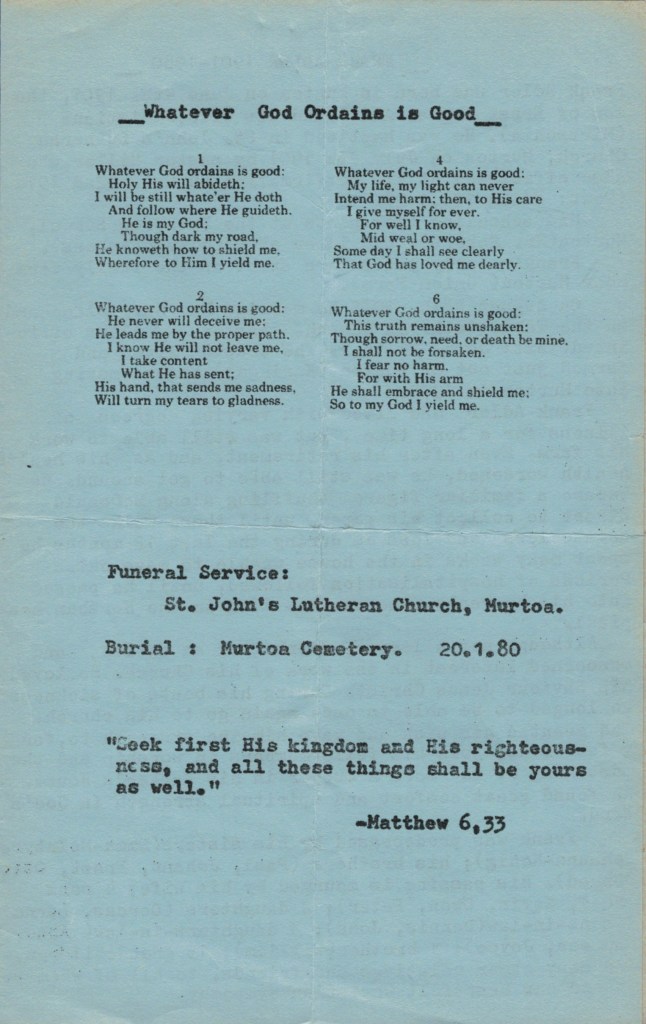 Whatever God Ordains is Good
1
Whatever God ordains is good:
Holy His will abideth;
I will be still whate'er He doth
And follow where He guideth.
He is my God;
Though dark my road,
He knoweth how to shield me,
Wherefore to Him I yield me.
2
Whatever God ordains is good:
He never will deceive me;
He leads me by the proper path.
I know He will not leave me,
I take content
What He has sent;
His hand, that sends me sadness,
Will turn my tears to gladness.
4
Whatever God ordains is good:
My life, my light can never
Intend me harm; then, to His care
I give myself for ever.
For well I know,
Mid weal or woe,
Some day I shall see clearly
That God has loved me dearly.
6
Whatever God ordains is good:
This truth remains unshaken:
Though sorrow, need, or death be mine,
I shall not be forsaken.
I fear no harm,
For with His arm
He shall embrace and shield me;
So to my God I yield me.
Funeral Service:
St. John's Lutheran Church, Murtoa.
Burial : Murtoa Cemetery. 20.1.80
"Seek first His kingdom and His righteous-
ness, and all these things shall be yours
as well."
-Matthew 6,33